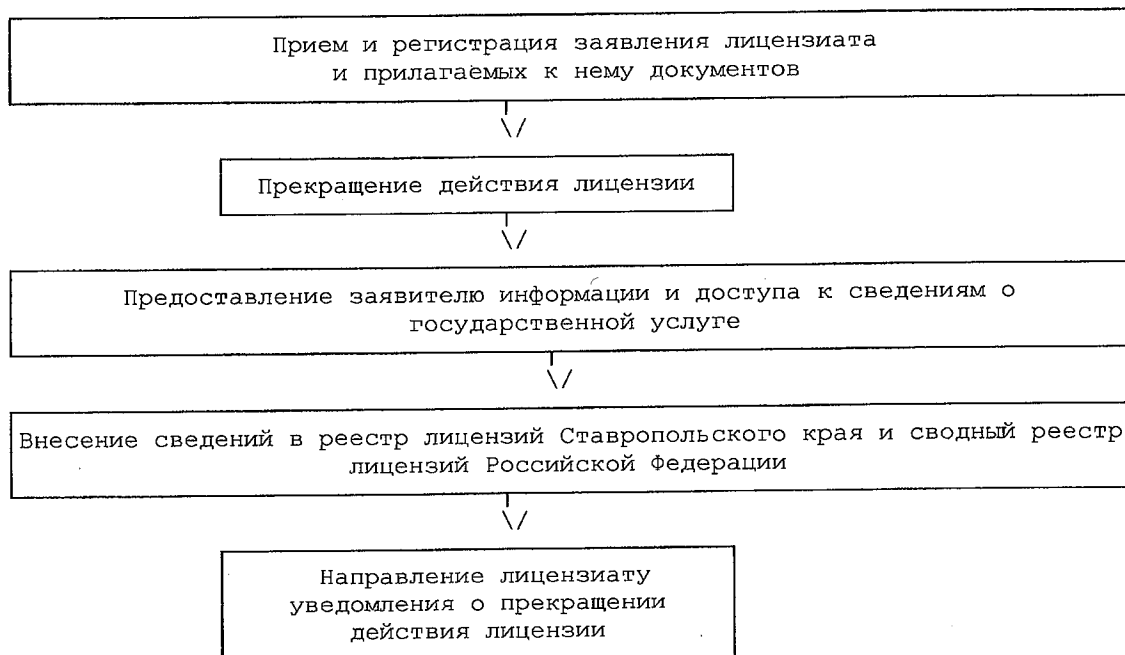 Прием и регистрация заявления лицензиата
и прилагаемых к нему документов
Прекращение действия лицензии
Предоставление заявителю информации и доступа к сведениям о
государственной услуге
Внесение сведений в реестр лицензий Ставропольского края и сводный реестр
лицензий Российской Федерации
Направление лицензиату
уведомления о прекращении
действия лицензии